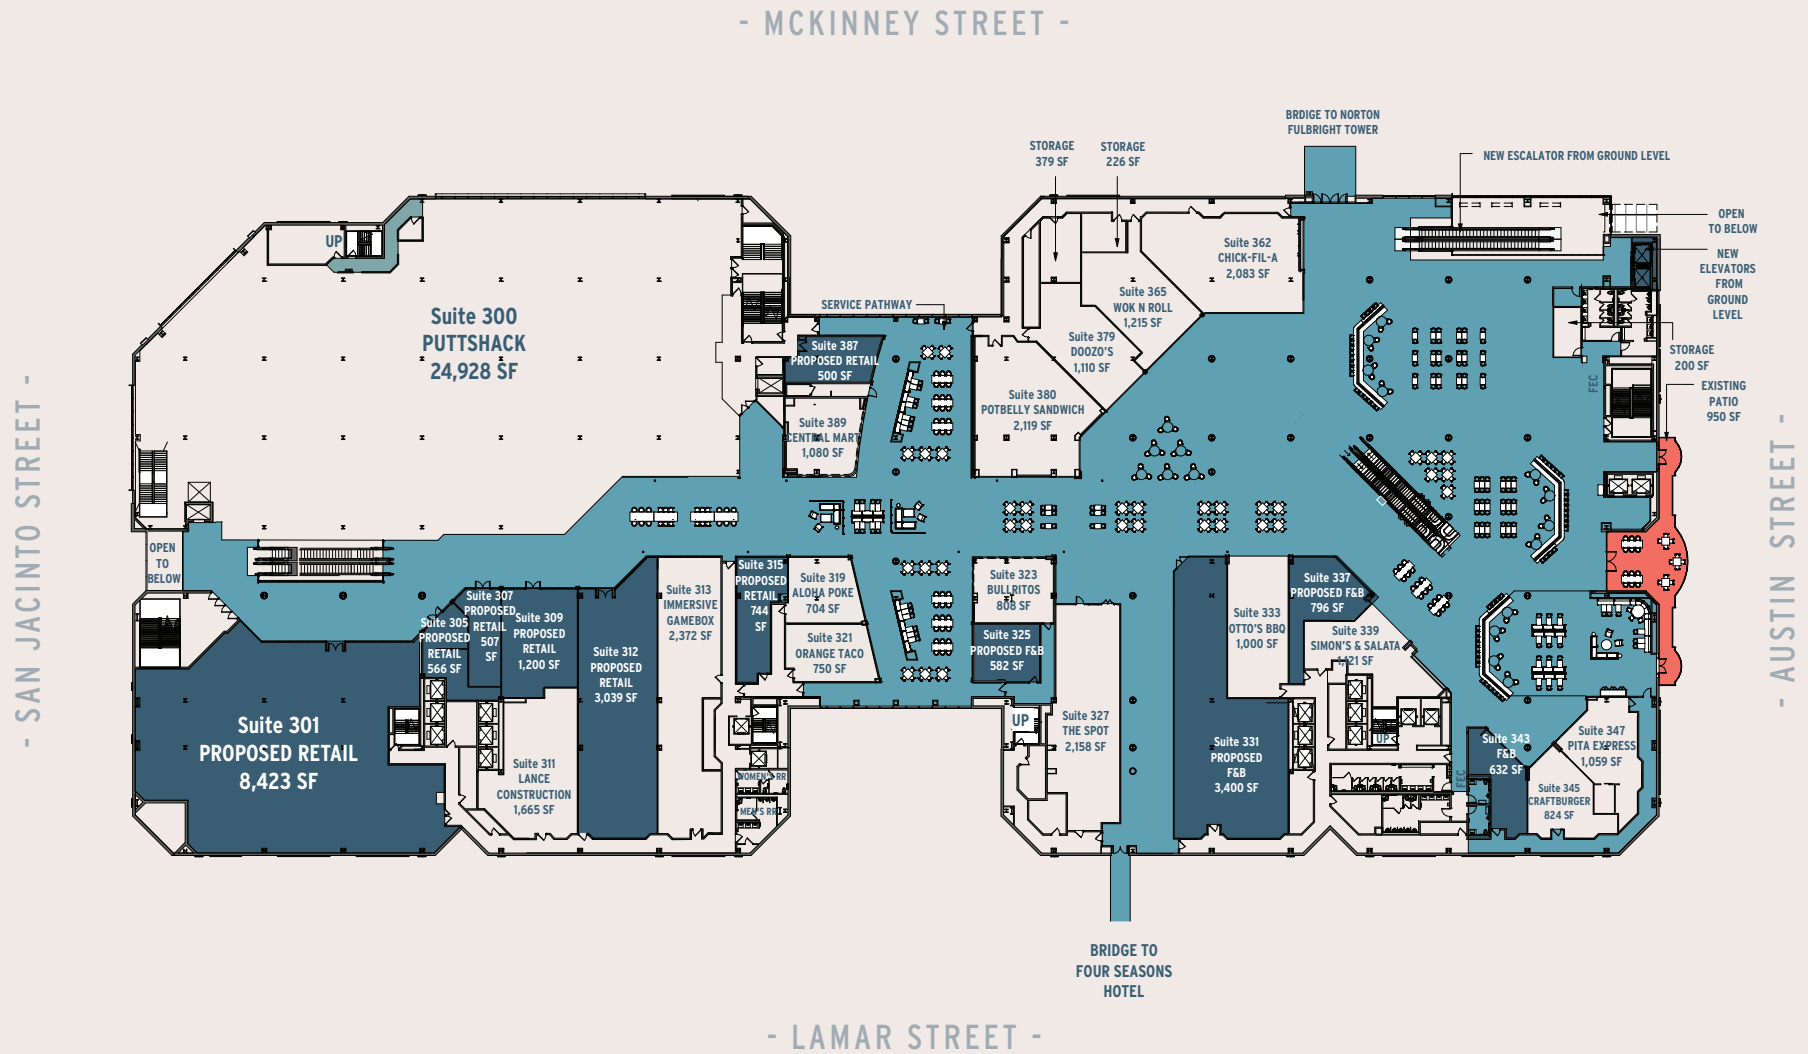 - MCKINNEY STREET -
BRDIGE TO NORTON
FULBRIGHT TOWER
STORAGE
379 SF
STORAGE
226 SF
NEW ESCALATOR FROM GROUND LEVEL
OPEN
TO BELOW
NEW
ELEVATORS
FROM
GROUND
LEVEL
UP
Suite 300
PUTTSHACK
24,928 SF
SERVICE PATHWAY
Suite 362
CHICK-FIL-A
2,083 SF
Suite 365
WOK N ROLL
1,215 SF
Suite 379
DOOZO'S
1,110 SF
Suite 380
POTBELLY SANDWICH
2,119 SF
Suite 387
PROPOSED RETAIL
500 SF
Suite 389
CENTRAL MART
1,080 SF
FEC
STORAGE
200 SF
EXISTING
PATIO
950 SF
- SAN JACINTO STREET -
- AUSTIN STREET -
OPEN
TO
BELOW
Suite 301
PROPOSED RETAIL
8,423 SF
Suite 305
PROPOSED
RETAIL
566 SF
Suite 307
PROPOSED
RETAIL
507
SF
Suite 309
PROPOSED
RETAIL
1,200 SF
Suite 311
LANCE
CONSTRUCTION
1,665 SF
Suite 312
PROPOSED
RETAIL
3,039 SF
Suite 313
IMMERSIVE
GAMEBOX
2,372 SF
Suite 315
PROPOSED
RETAIL
744
SF
Suite 319
ALOHA POKE
704 SF
Suite 321
ORANGE TACO
750 SF
WOMEN'S RR
MEN'S RR
Suite 323
BULLRITOS
808 SF
Suite 325
PROPOSED F&B
582 SF
UP
Suite 327
THE SPOT
2,158 SF
Suite 331
PROPOSED
F&B
3,400 SF
Suite 333
OTTO'S BBQ
1,000 SF
Suite 337
PROPOSED F&B
796 SF
Suite 339
SIMON'S & SALATA
1,121 SF
UP
FEC
Suite 343
F&B
632 SF
Suite 345
CRAFTBURGER
824 SF
Suite 347
PITA EXPRESS
1,059 SF
BRIDGE TO
FOUR SEASONS
HOTEL
- LAMAR STREET -